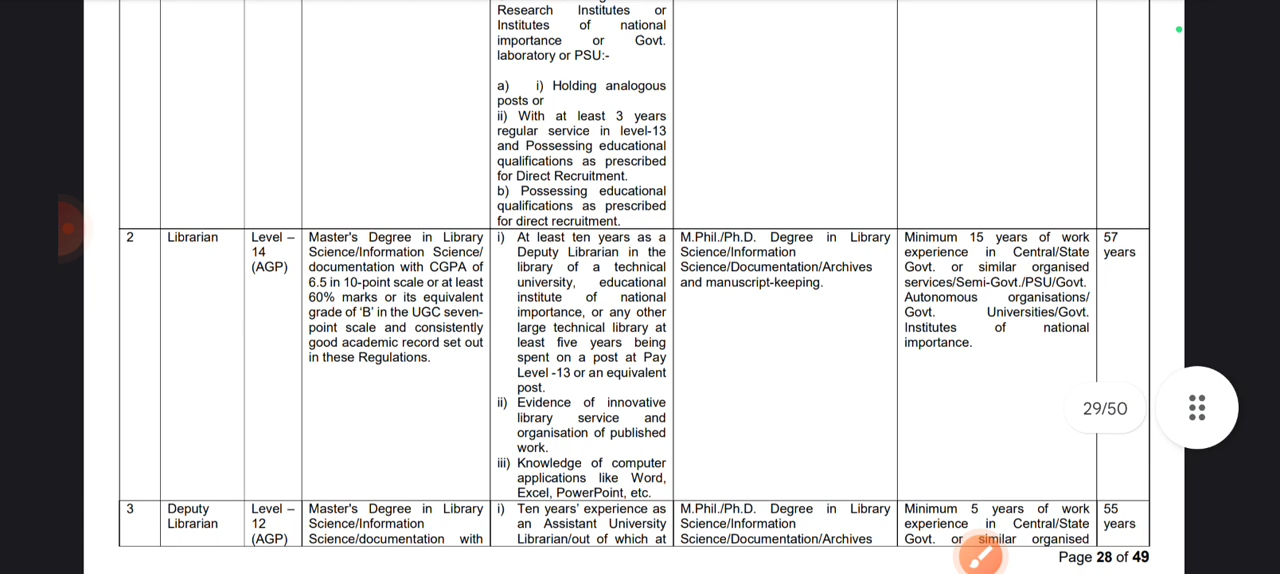 Research Institutes or
Institutes of national
importance or Govt.
laboratory or PSU:-
a) i) Holding analogous
posts or
ii) With at least 3 years
regular service in level-13
and Possessing educational
qualifications as prescribed
for Direct Recruitment.
b) Possessing educational
qualifications as prescribed
for direct recruitment.
2
Librarian
Level –
14
(AGP)
Master's Degree in Library
Science/Information Science/
documentation with CGPA of
6.5 in 10-point scale or at least
60% marks or its equivalent
grade of ‘B’ in the UGC seven-
point scale and consistently
good academic record set out
in these Regulations.
i) At least ten years as a
Deputy Librarian in the
library of a technical
university, educational
institute of national
importance, or any other
large technical library at
least five years being
spent on a post at Pay
Level -13 or an equivalent
post.
ii) Evidence of innovative
library service and
organisation of published
work.
iii) Knowledge of computer
applications like Word,
Excel, PowerPoint, etc.
M.Phil./Ph.D. Degree in Library
Science/Information
Science/Documentation/Archives
and manuscript-keeping.
Minimum 15 years of work
experience in Central/State
Govt. or similar organised
services/Semi-Govt./PSU/Govt.
Autonomous organisations/
Govt. Universities/Govt.
Institutes of national
importance.
57
years
29/50
3
Deputy
Librarian
Level –
12
(AGP)
Master's Degree in Library
Science/Information
Science/documentation with
i) Ten years’ experience as
an Assistant University
Librarian/out of which at
M.Phil./Ph.D. Degree in Library
Science/Information
Science/Documentation/Archives
Minimum 5 years of work
experience in Central/State
Govt. or similar organised
55
years
Page 28 of 49